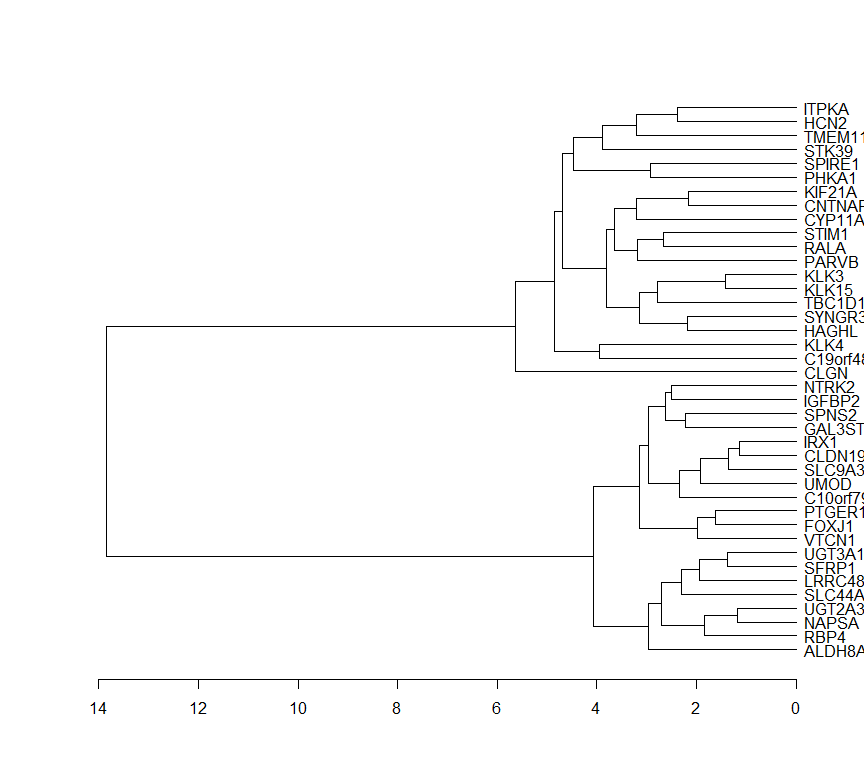 ITPKA
HCN2
TMEM11
STK39
SPIRE1
PHKA1
KIF21A
CNTNAP
CYP11A
STIM1
RALA
PARVB
KLK3
KLK15
TBC1D1
SYNGR3
HAGHL
KLK4
C19orf48
CLGN
NTRK2
IGFBP2
SPNS2
GAL3ST
IRX1
CLDN19
SLC9A3
UMOD
C10orf79
PTGER1
FOXJ1
VTCN1
UGT3A1
SFRP1
LRRC48
SLC44A
UGT2A3
NAPSA
RBP4
ALDH8A
14 12 10 8 6 4 2 0